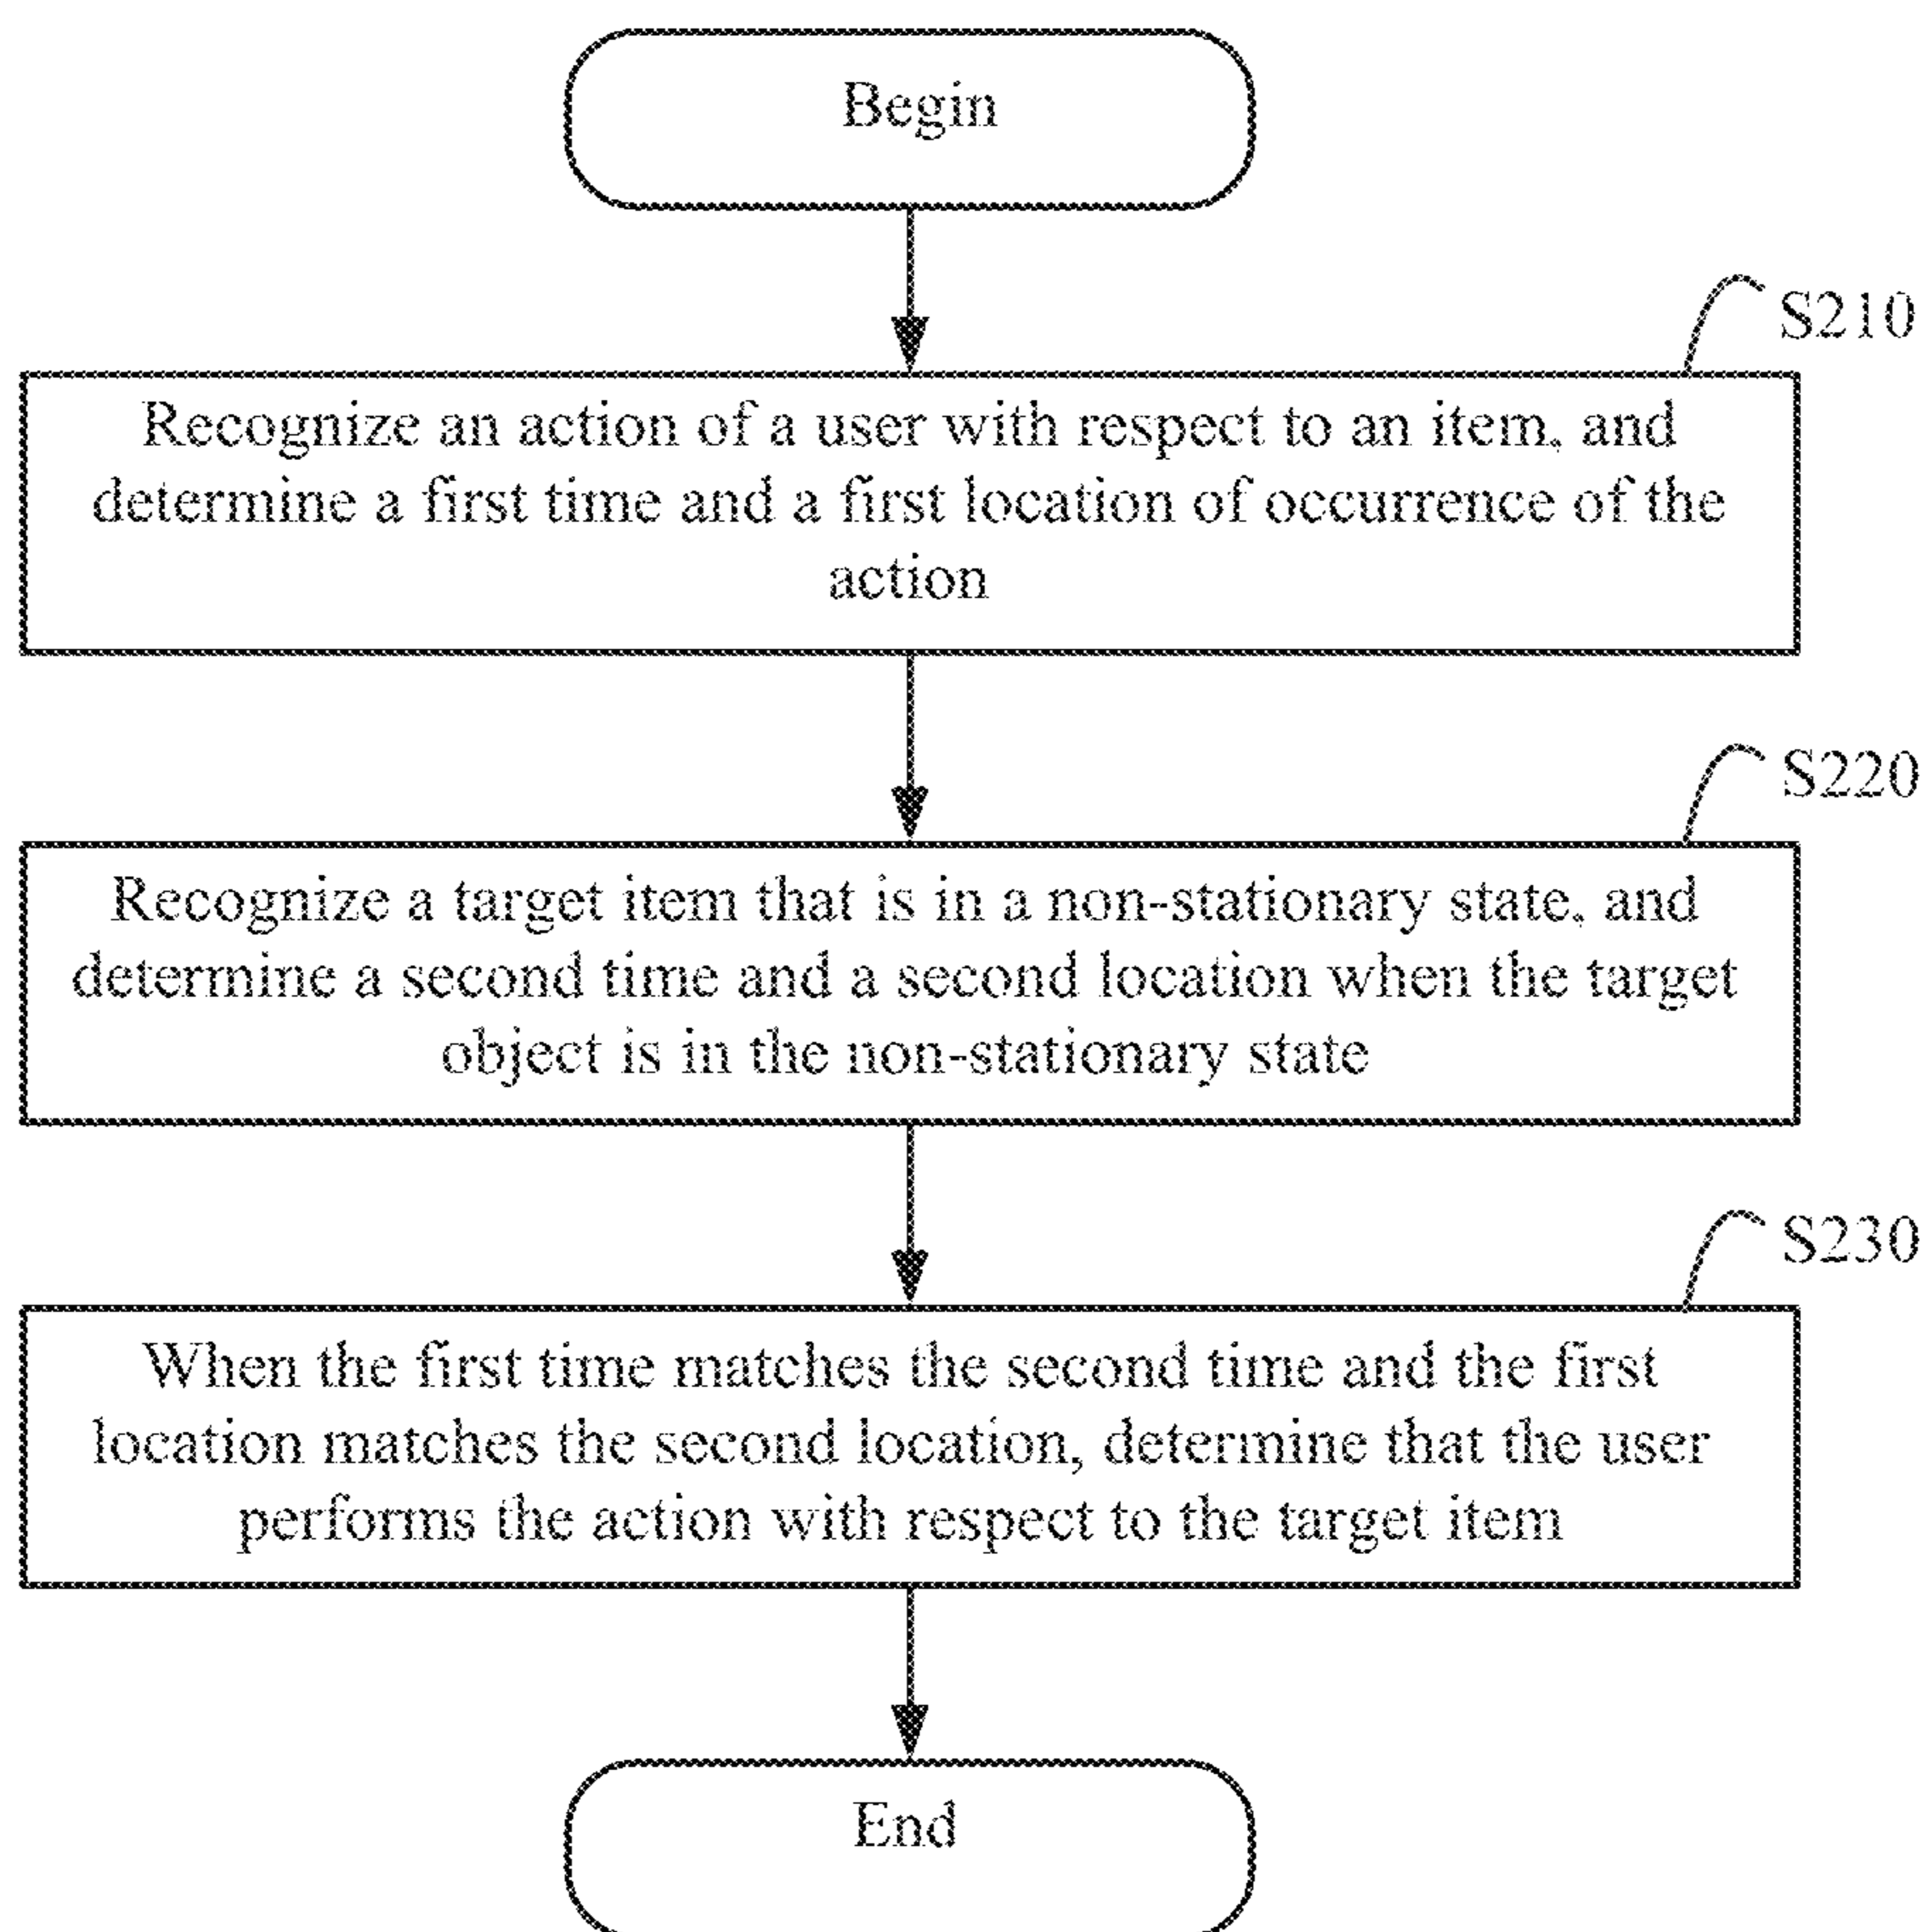 Begin
S210
Recognize an action of a user with respect to an item, and
determine a first time and a first location of occurrence of the
action
S220
Recognize a target item that is in a non-stationary state, and
determine a second time and a second location when the target
object is in the non-stationary state
S230
When the first time matches the second time and the first
location matches the second location, determine that the user
performs the action with respect to the target item
End